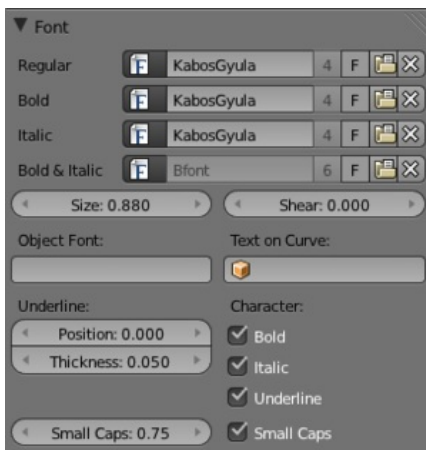 Font
Regular F KabosGyula 4 F
Bold F KabosGyula 4 F
Italic F KabosGyula 4 F
Bold & Italic F Bfont 6 F
Size: 0.880 Shear: 0.000
Object Font: Text on Curve:
Underline: Character:
Position: 0.000 Bold
Thickness: 0.050 Italic
Underline
Small Caps: 0.75 Small Caps